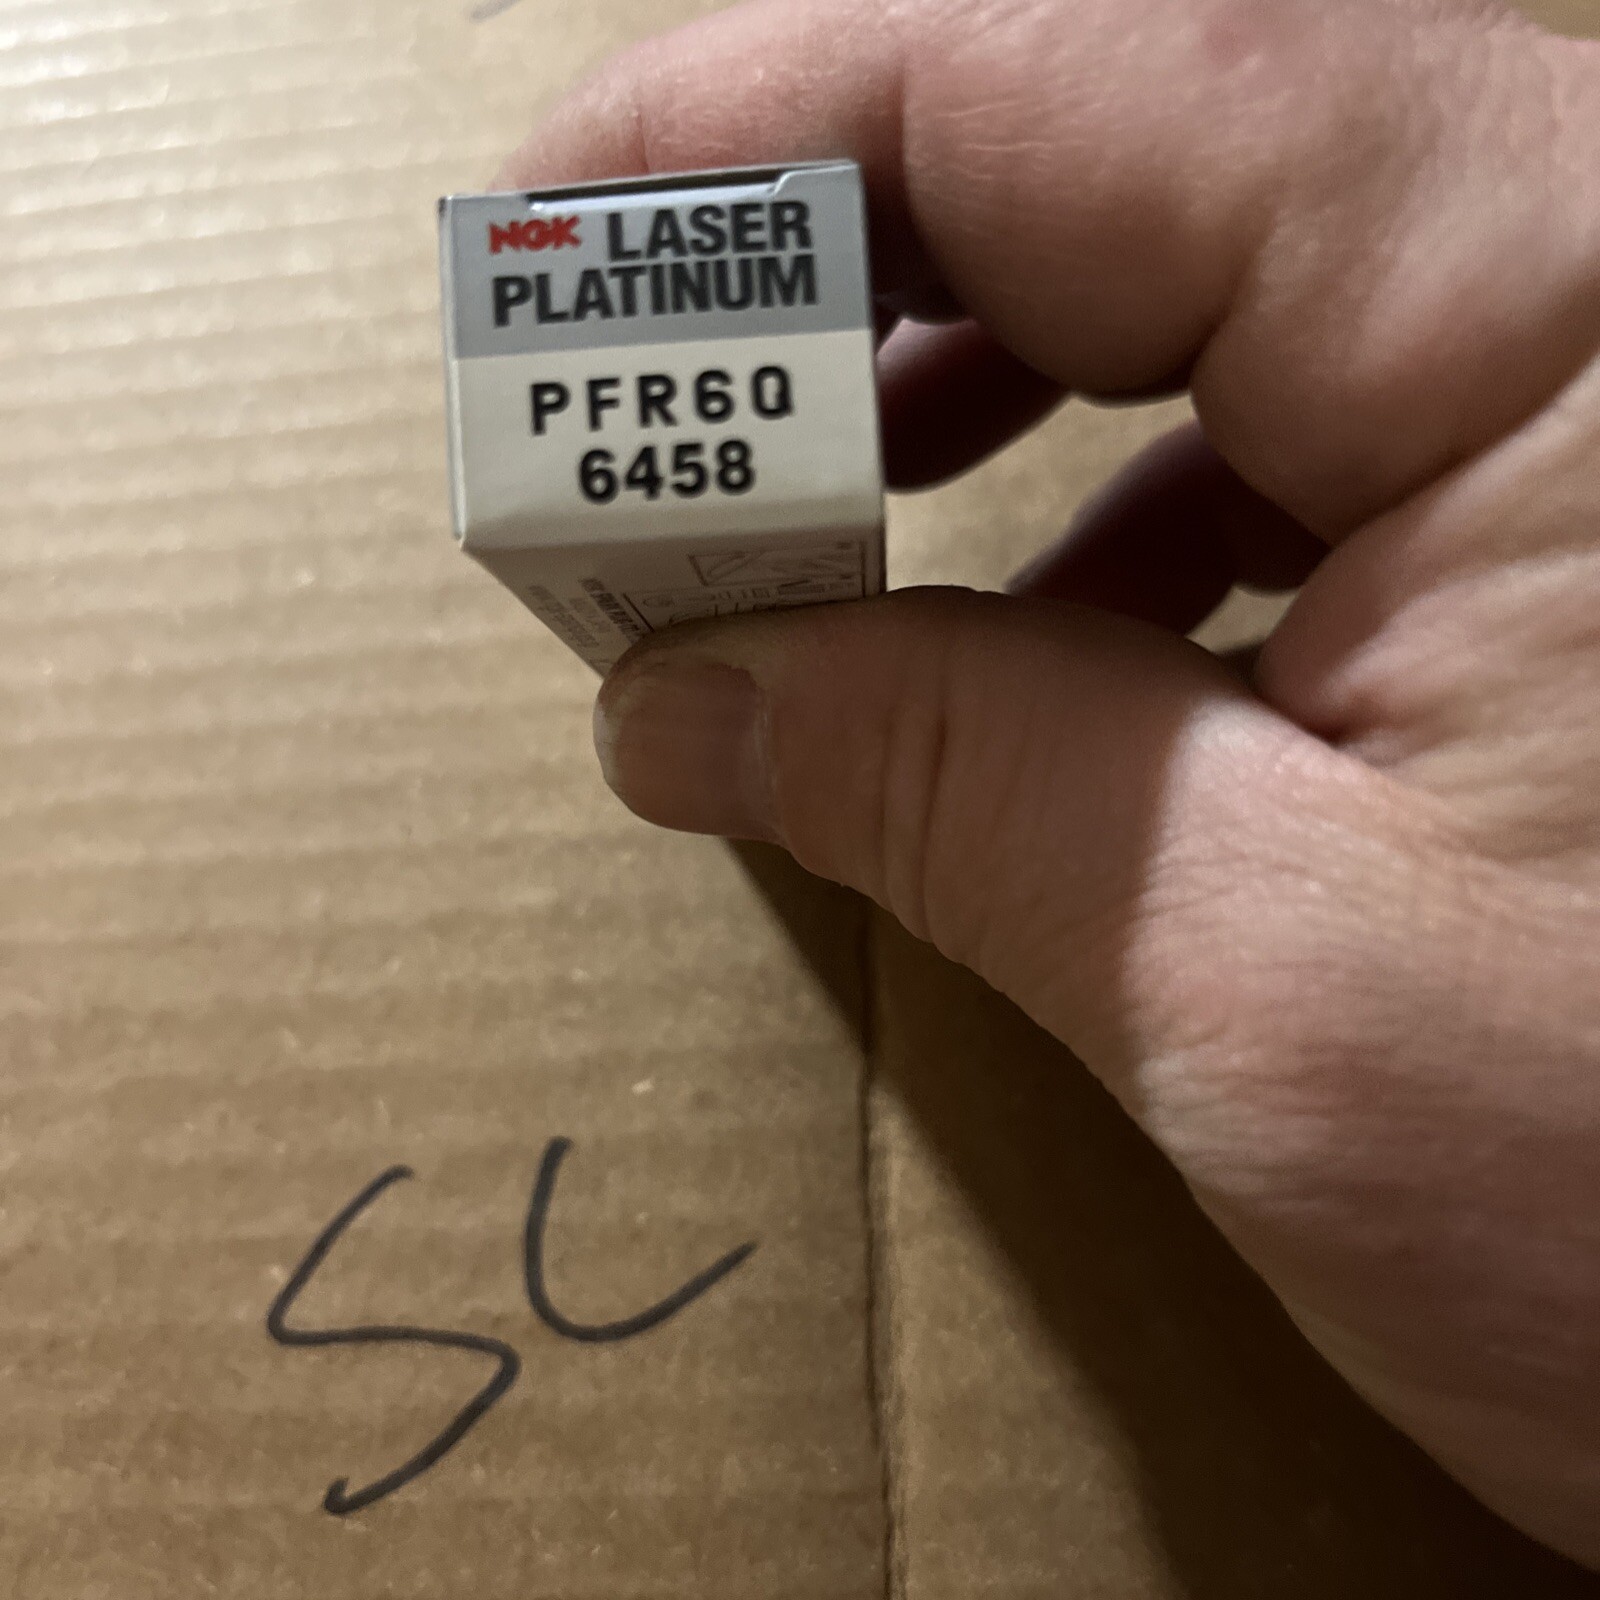 NGK LASER
PLATINUM
PFR6Q
6458
SL